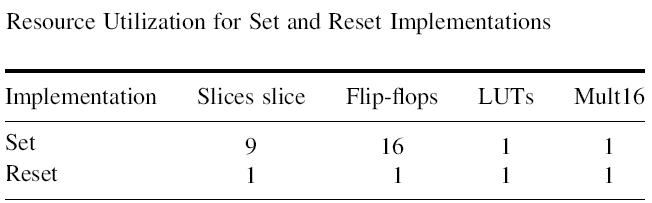 Resource Utilization for Set and Reset Implementations
Implementation Slices slice Flip-flops LUTs Mult16
Set 9 16 1 1
Reset 1 1 1 1